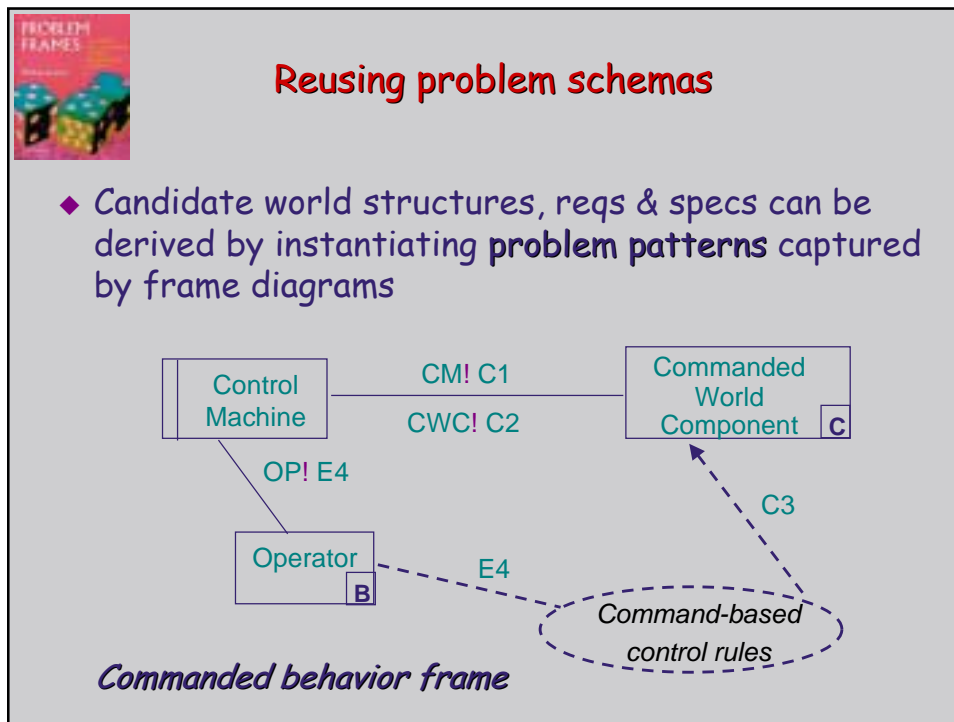 PROBLEM
FRAMES
Reusing problem schemas
Candidate world structures, reqs & specs can be
derived by instantiating problem patterns captured
by frame diagrams
Control
Machine
CM! C1
CWC! C2
Commanded
World
Component
C
OP! E4
C3
Operator
B
E4
Command-based
control rules
Commanded behavior frame